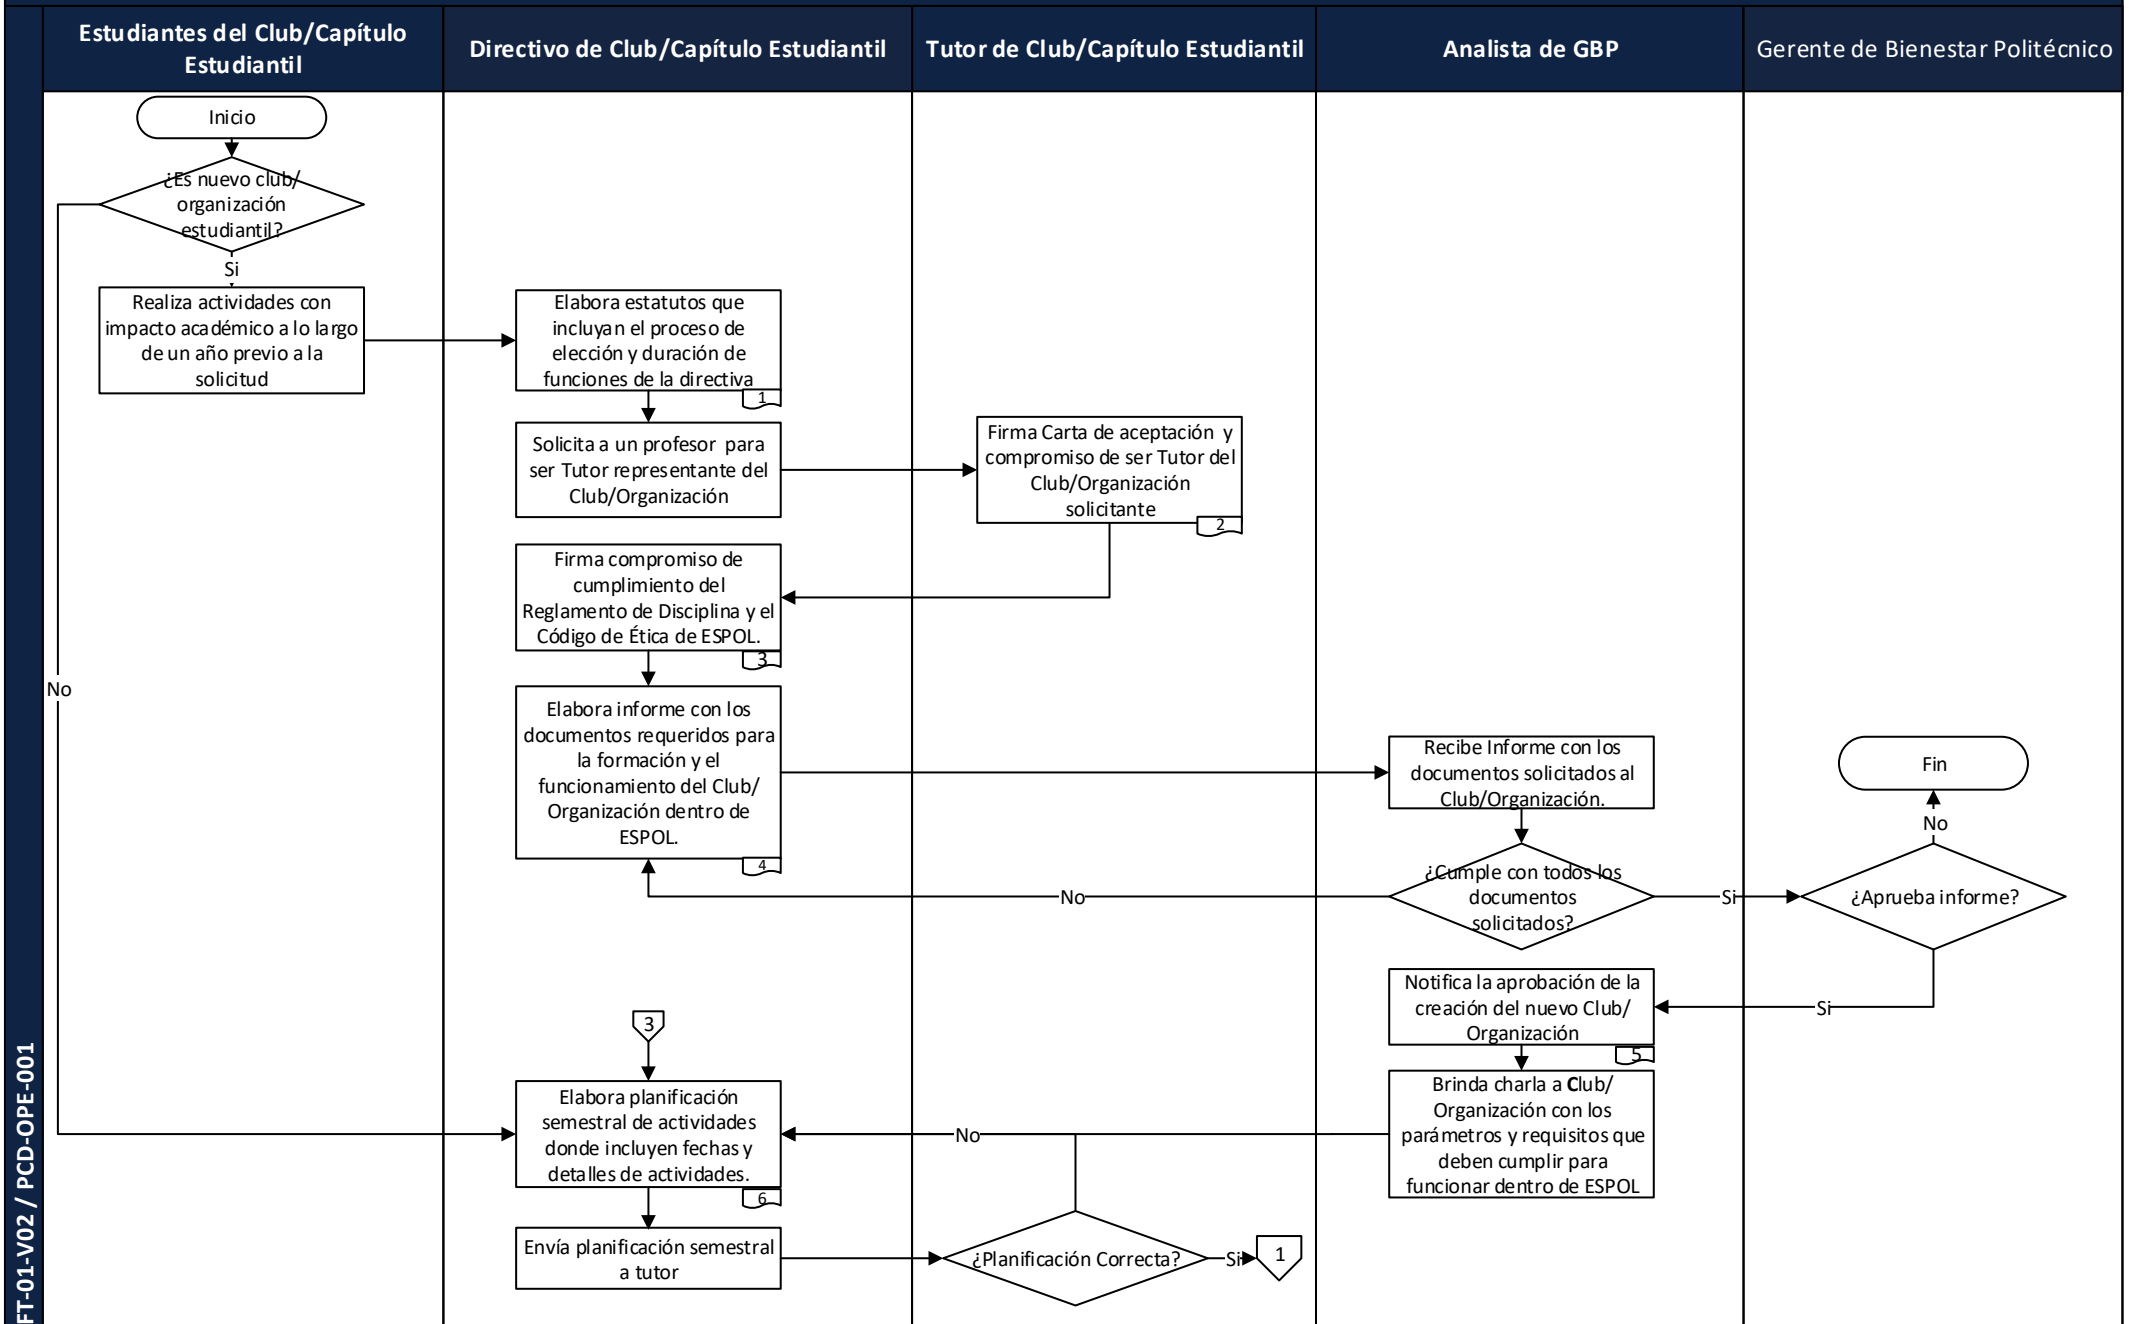 Estudiantes del Club/Capítulo
Estudiantil
Directivo de Club/Capítulo Estudiantil
Tutor de Club/Capítulo Estudiantil
Analista de GBP
Gerente de Bienestar Politécnico
Inicio
¿Es nuevo club/
organización
estudiantil?
Si
Realiza actividades con
impacto académico a lo largo
de un año previo a la
solicitud
Elabora estatutos que
incluyan el proceso de
elección y duración de
funciones de la directiva
1
Solicita a un profesor para
ser Tutor representante del
Club/Organización
Firma Carta de aceptación y
compromiso de ser Tutor del
Club/Organización
solicitante
2
Firma compromiso de
cumplimiento del
Reglamento de Disciplina y el
Código de Ética de ESPOL.
3
No
Elabora informe con los
documentos requeridos para
la formación y el
funcionamiento del Club/
Organización dentro de
ESPOL.
4
Recibe Informe con los
documentos solicitados al
Club/Organización.
Fin
No
¿Cumple con todos los
documentos
solicitados?
No
Si
¿Aprueba informe?
Si
Notifica la aprobación de la
creación del nuevo Club/
Organización
5
3
Brinda charla a Club/
Organización con los
parámetros y requisitos que
deben cumplir para
funcionar dentro de ESPOL
Elabora planificación
semestral de actividades
donde incluyen fechas y
detalles de actividades.
6
No
Envía planificación semestral
a tutor
¿Planificación Correcta?
Si
1
FT-01-V02 / PCD-OPE-001